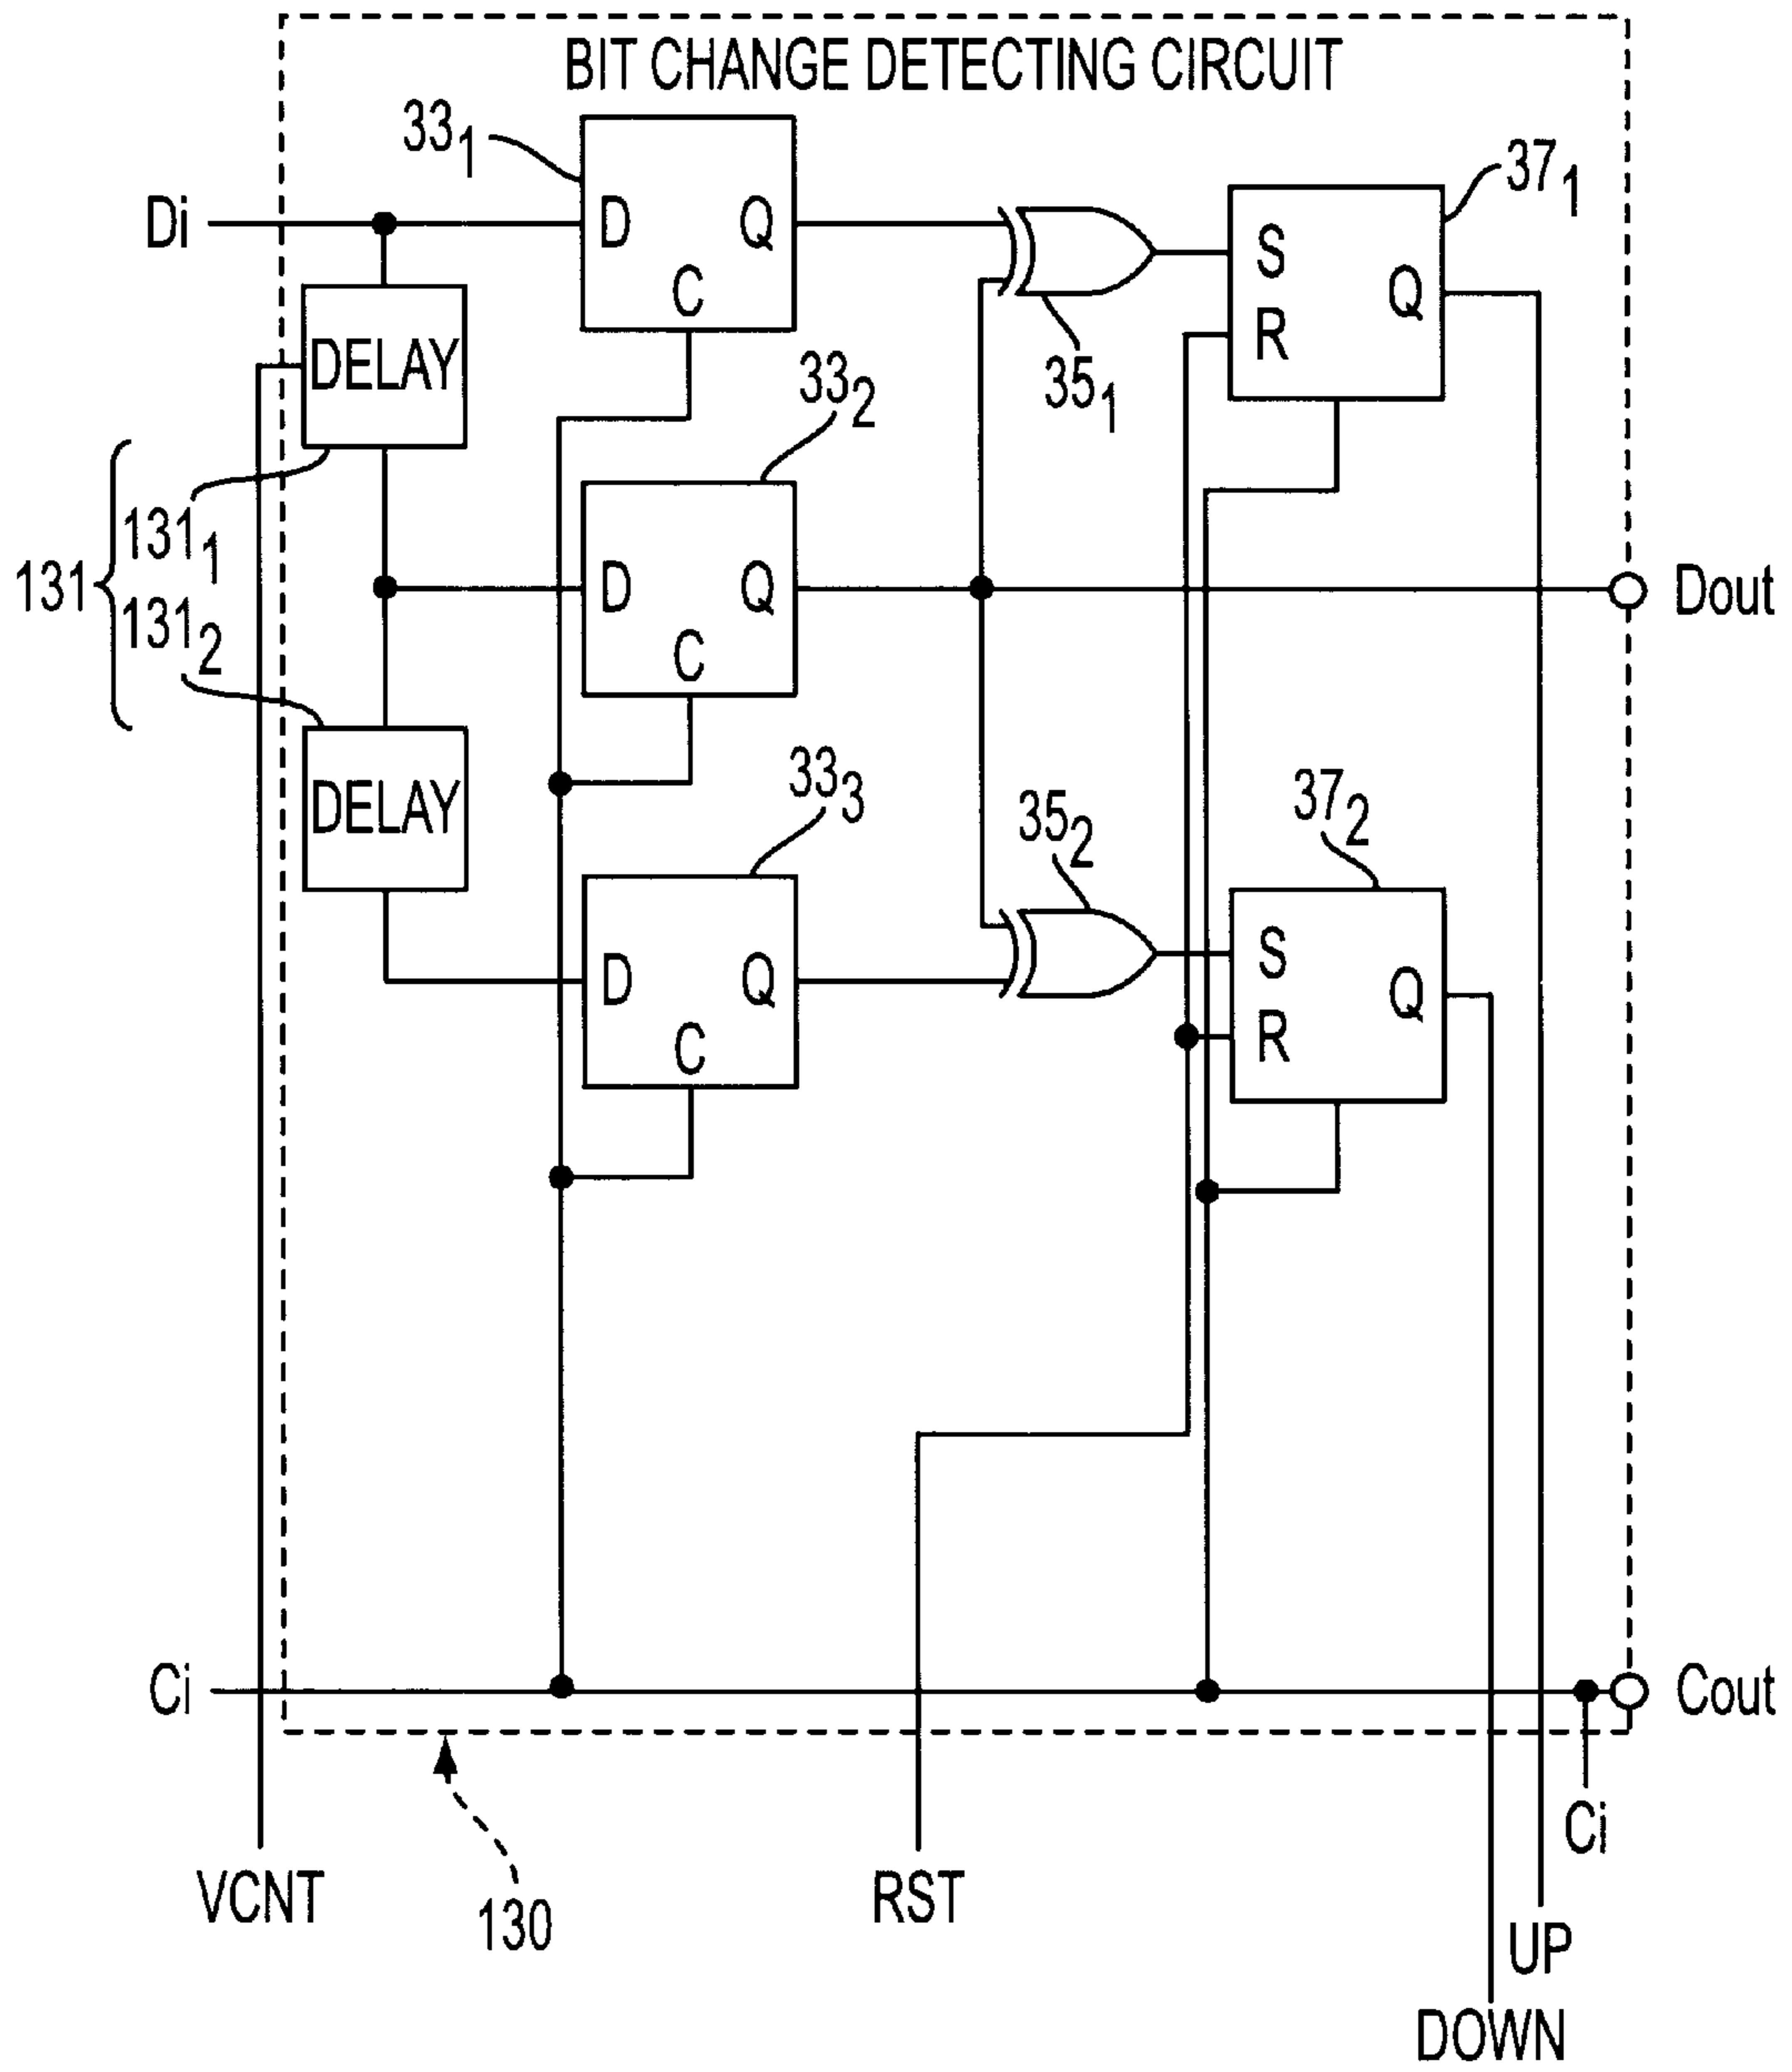 BIT CHANGE DETECTING CIRCUIT
33₁
37₁
Di
D
Q
C
S
R
Q
DELAY
35₁
33₂
131
131₁
131₂
D
Q
C
Dout
DELAY
33₃
35₂
37₂
D
Q
C
S
R
Q
Ci
Cout
Ci
VCNT
130
RST
UP
DOWN